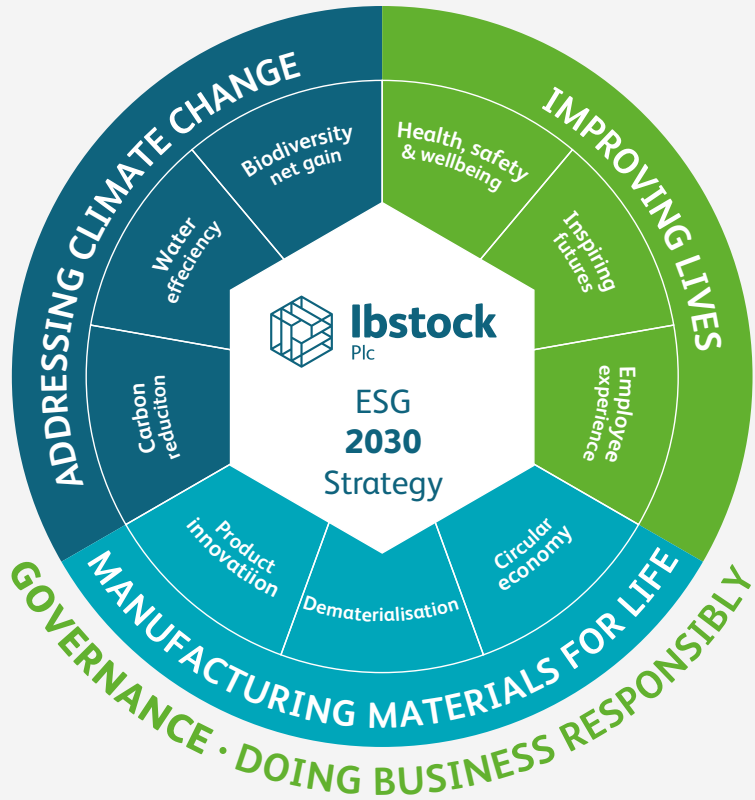 ADDRESSING CLIMATE CHANGE
Biodiversity
net gain
Water
effeciency
Carbon
reduciton
IMPROVING LIVES
Health, safety
& wellbeing
Inspiring
futures
Employee
experience
Ibstock
Plc
ESG
2030
Strategy
Product
innovatiion
Dematerialisation
Circular
economy
MANUFACTURING MATERIALS FOR LIFE
GOVERNANCE · DOING BUSINESS RESPONSIBLY